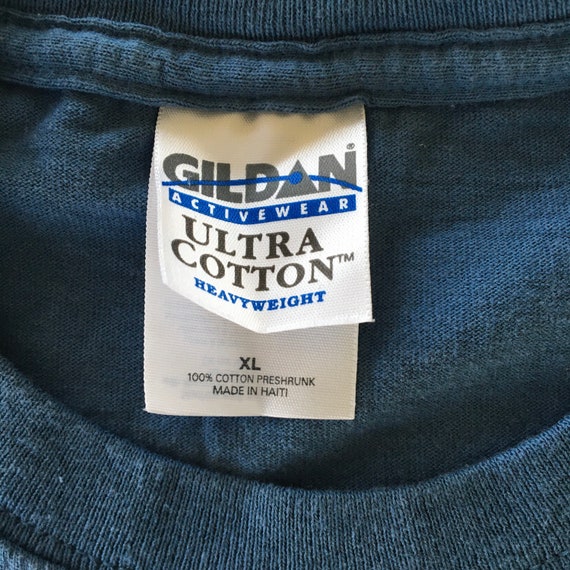 GILDAN®
ACTIVEWEAR
ULTRA
COTTON™
HEAVYWEIGHT
XL
100% COTTON PRESHRUNK
MADE IN HAITI